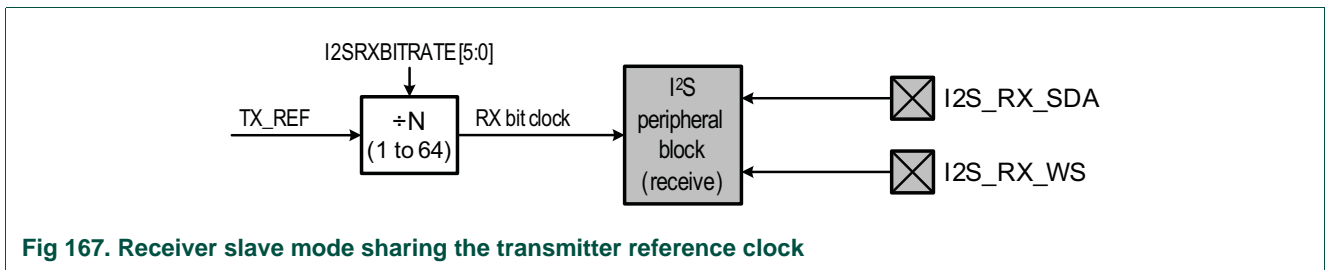 I2SRXBITRATE[5:0]
TX_REF
÷N
(1 to 64)
RX bit clock
I2S
peripheral
block
(receive)
I2S_RX_SDA
I2S_RX_WS
Fig 167. Receiver slave mode sharing the transmitter reference clock